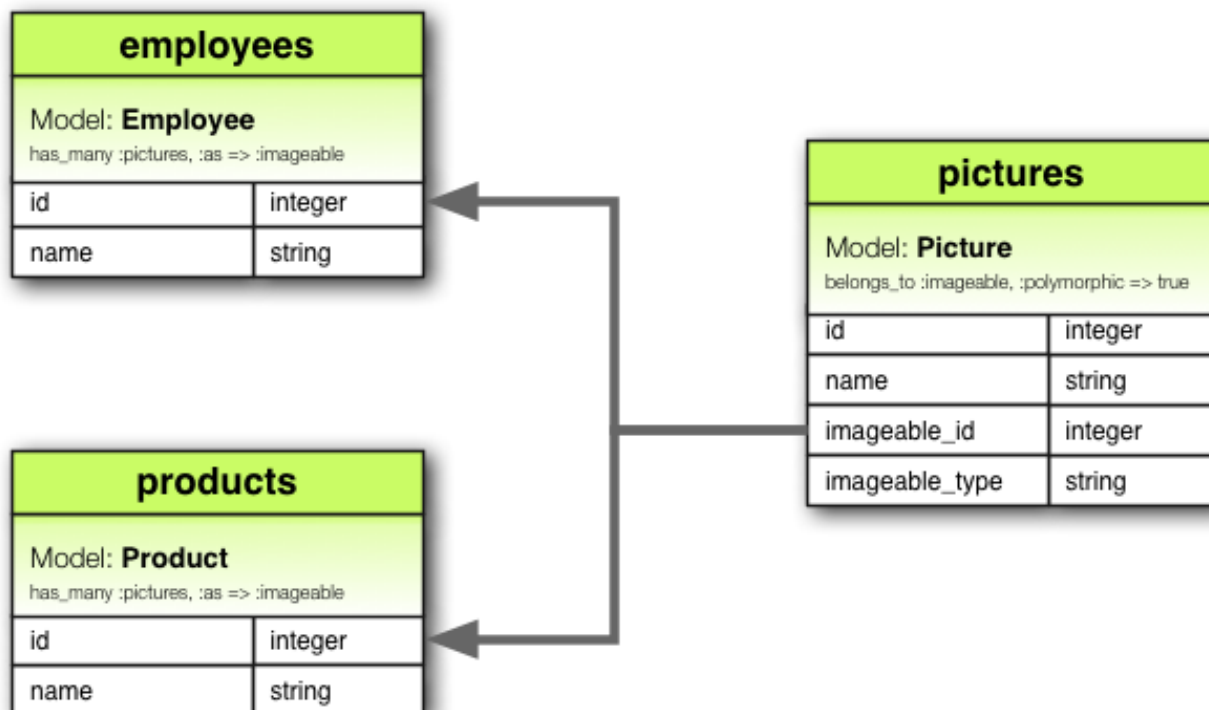 employees
Model: Employee
has_many :pictures, :as => :imageable
id integer
name string
pictures
Model: Picture
belongs_to :imageable, :polymorphic => true
id integer
name string
imageable_id integer
imageable_type string
products
Model: Product
has_many :pictures, :as => :imageable
id integer
name string